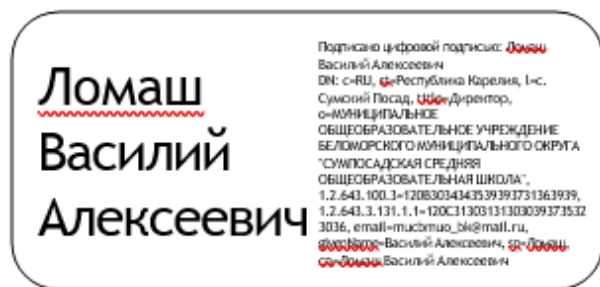 Ломаш
Василий
Алексеевич
Подписано цифровой подписью: Ломаш
Василий Алексеевич
DN: c=RU, st=Республика Карелия, l=с.
Сумский Посад, title=Директор,
o=МУНИЦИПАЛЬНОЕ
ОБЩЕОБРАЗОВАТЕЛЬНОЕ УЧРЕЖДЕНИЕ
БЕЛОМОРСКОГО МУНИЦИПАЛЬНОГО ОКРУГА
"СУМПОСАДСКАЯ СРЕДНЯЯ
ОБЩЕОБРАЗОВАТЕЛЬНАЯ ШКОЛА",
1.2.643.100.3=120B3034343539393731363939,
1.2.643.3.131.1.1=120C31303131303039373532
3036, email=mucbmuo_bk@mail.ru,
givenName=Василий Алексеевич, sn=Ломаш,
cn=Ломаш Василий Алексеевич